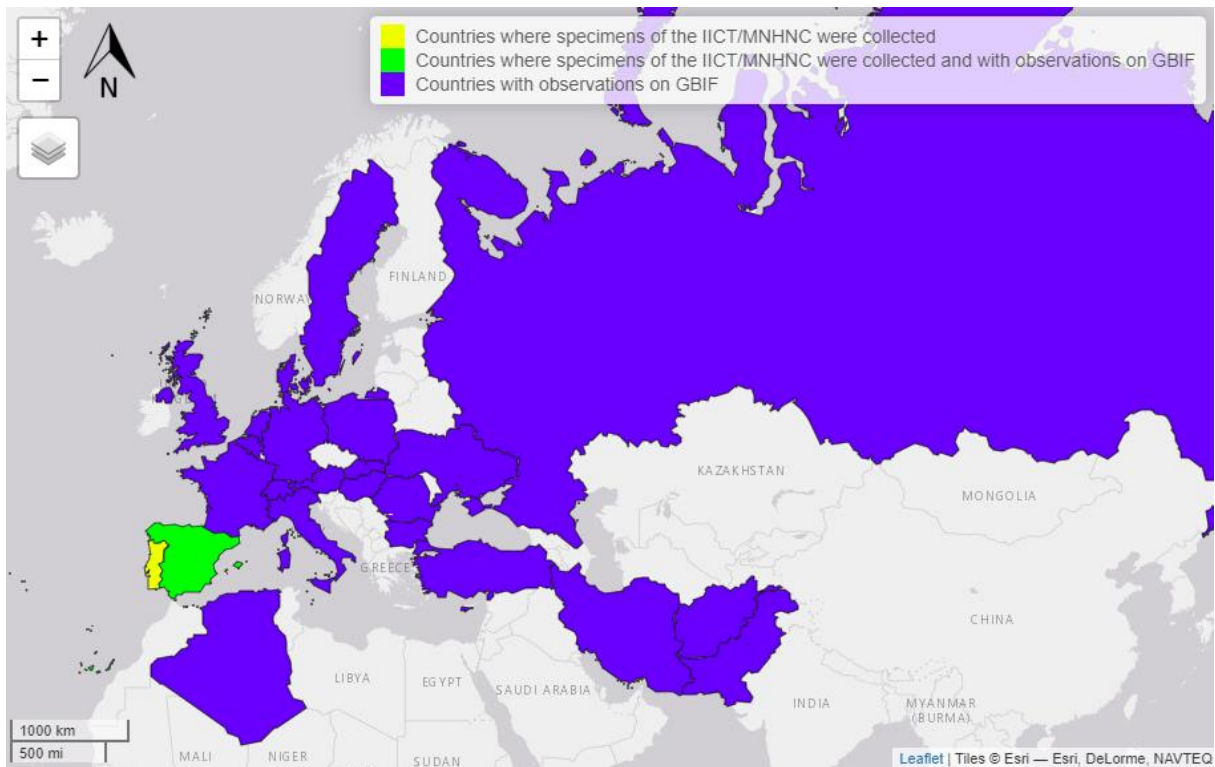 +
−
N
Countries where specimens of the IICT/MNHNC were collected
Countries where specimens of the IICT/MNHNC were collected and with observations on GBIF
Countries with observations on GBIF
FINLAND
NORWAY
KAZAKHSTAN
MONGOLIA
GREECE
CHINA
LIBYA
EGYPT
SAUDI ARABIA
INDIA
MYANMAR
(BURMA)
MALI
NIGER
SUDAN
1000 km
500 mi
Leaflet | Tiles © Esri — Esri, DeLorme, NAVTEQ